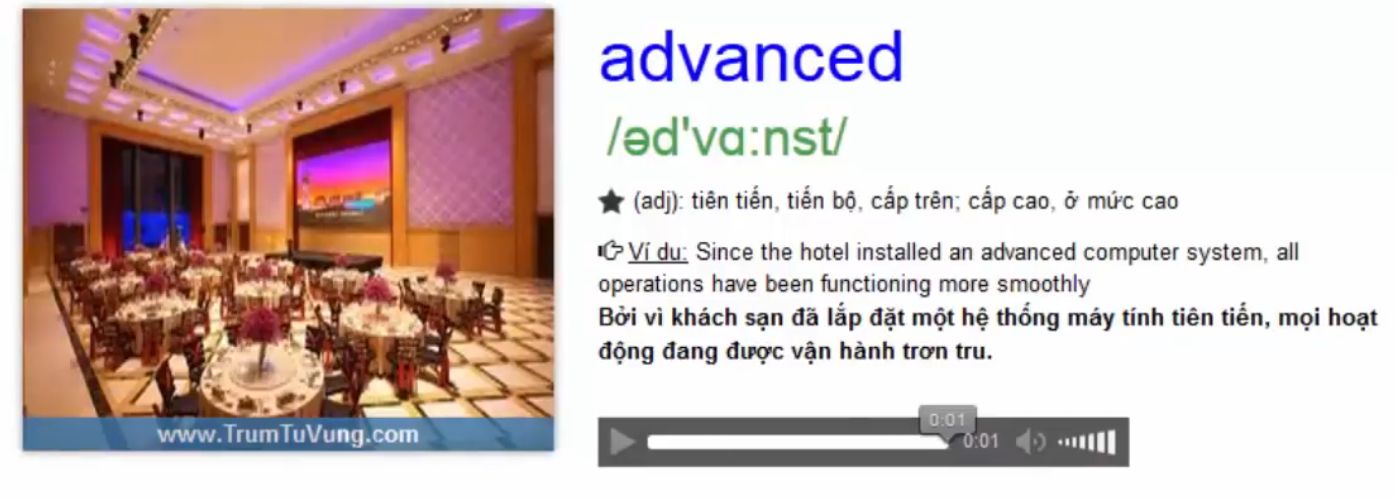 advanced
/əd'vɑ:nst/
(adj): tiên tiến, tiến bộ, cấp trên; cấp cao, ở mức cao
Ví dụ: Since the hotel installed an advanced computer system, all
operations have been functioning more smoothly
Bởi vì khách sạn đã lắp đặt một hệ thống máy tính tiên tiến, mọi hoạt
động đang được vận hành trơn tru.
www.TrumTuVung.com
0:01
0:01